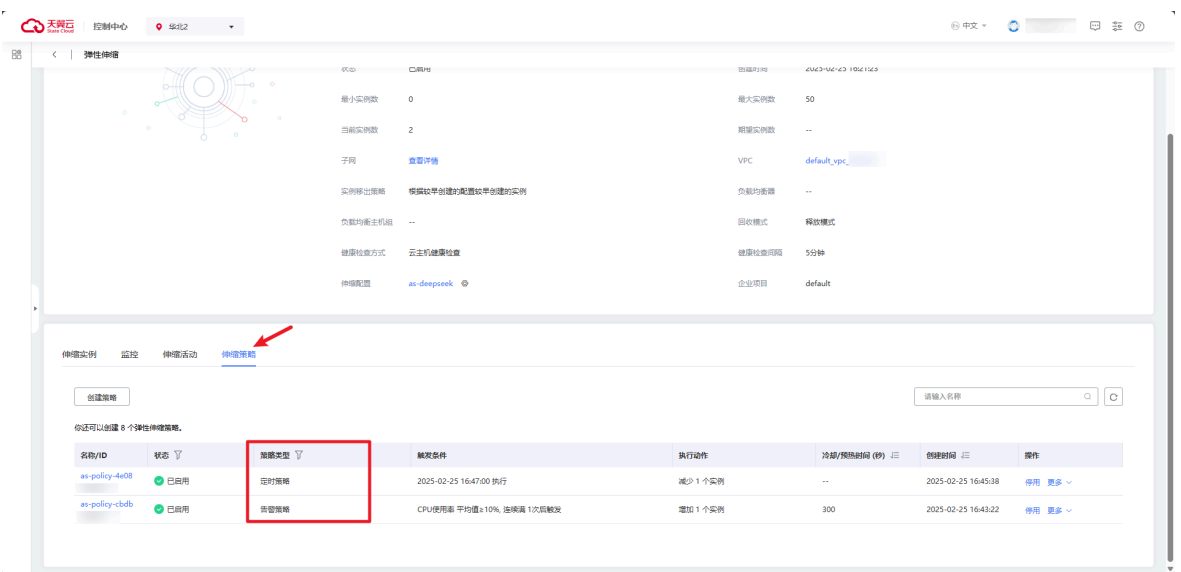 天翼云 控制中心 华北2 中文
State Cloud
弹性伸缩
状态 已启用 创建时间 2025-02-25 16:21:23
最小实例数 0 最大实例数 50
当前实例数 2 期望实例数 --
子网 查看详情 VPC default_vpc_
实例移出策略 根据较早创建的配置较早创建的实例 负载均衡器 --
负载均衡主机组 -- 回收模式 释放模式
健康检查方式 云主机健康检查 健康检查间隔 5分钟
伸缩配置 as-deepseek 企业项目 default
伸缩实例 监控 伸缩活动 伸缩策略
创建策略 请输入名称
你还可以创建 8 个弹性伸缩策略。
名称/ID 状态 策略类型 触发条件 执行动作 冷却/预热时间 (秒) 创建时间 操作
as-policy-4e08 已启用 定时策略 2025-02-25 16:47:00 执行 减少 1 个实例 -- 2025-02-25 16:45:38 停用 更多
as-policy-cbdb 已启用 告警策略 CPU使用率 平均值≥10%, 连续满 1次后触发 增加 1 个实例 300 2025-02-25 16:43:22 停用 更多